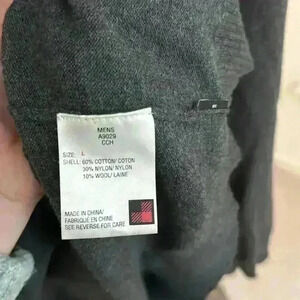 MENS
A9029
CCH
SIZE: L
SHELL: 60% COTTON/ COTON
30% NYLON/ NYLON
10% WOOL/ LAINE
MADE IN CHINA/
FABRIQUÉ EN CHINE
SEE REVERSE FOR CARE